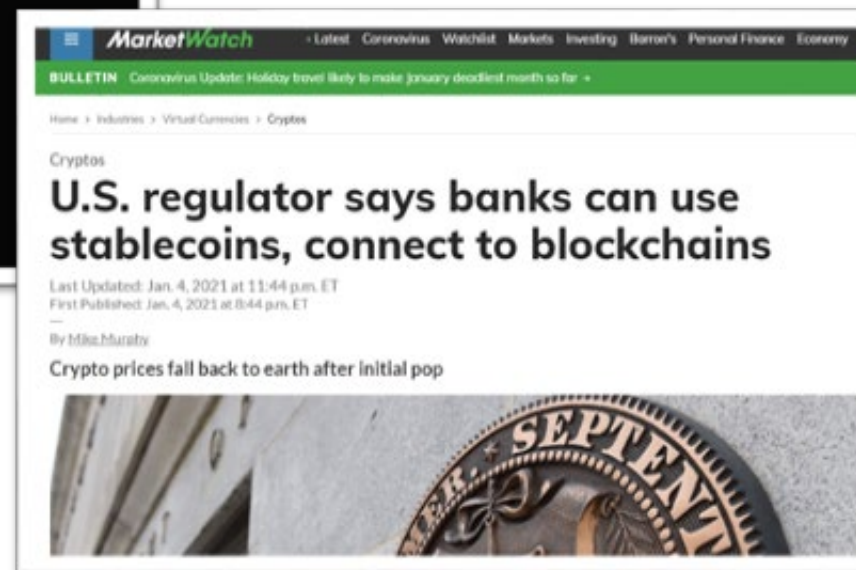 MarketWatch
Latest Coronavirus Watchlist Markets Investing Barron's Personal Finance Economy
BULLETIN Coronavirus Update: Holiday travel likely to make January deadliest month so far →
Home > Industries > Virtual Currencies > Cryptos
Cryptos
U.S. regulator says banks can use
stablecoins, connect to blockchains
Last Updated: Jan. 4, 2021 at 11:44 p.m. ET
First Published: Jan. 4, 2021 at 8:44 p.m. ET
By Mike Murphy
Crypto prices fall back to earth after initial pop
MER. SEPTENT